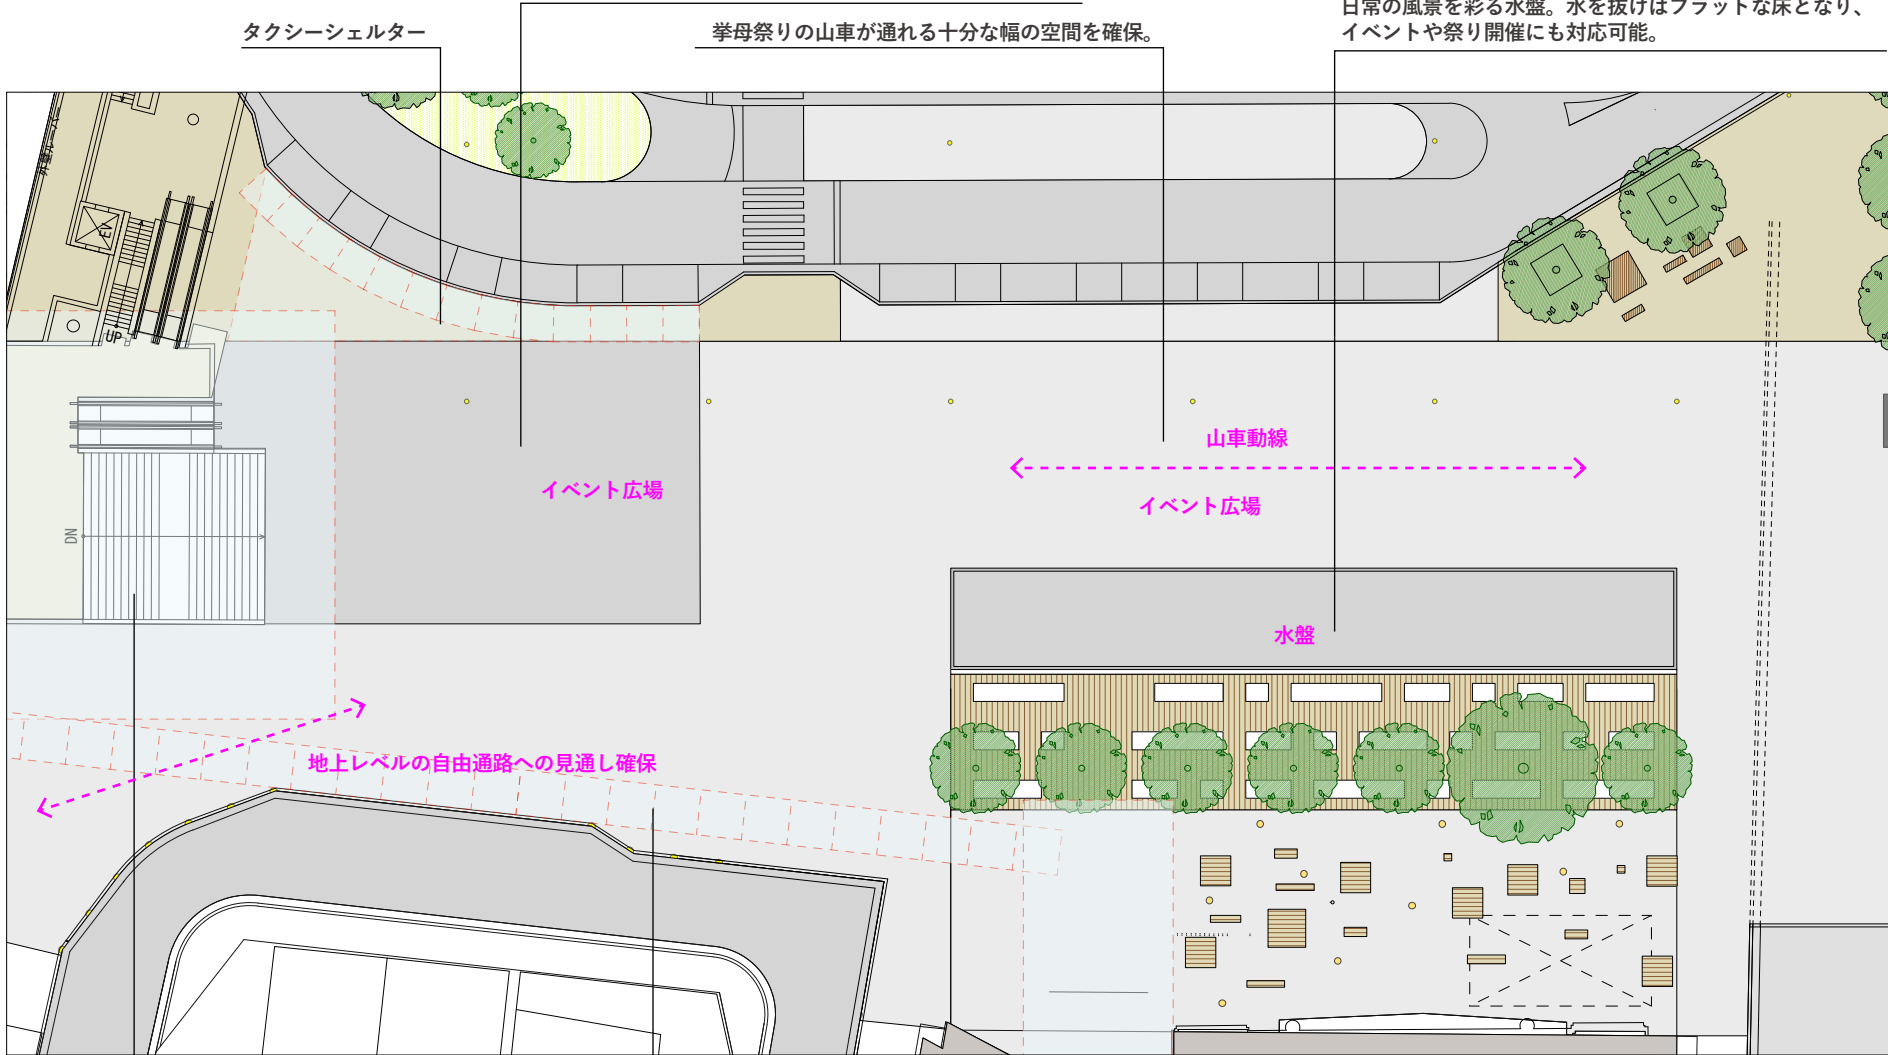 日常の風景を彩る水盤。水を抜けばフラットな床となり、
イベントや祭り開催にも対応可能。
タクシーシェルター
挙母祭りの山車が通れる十分な幅の空間を確保。
EV
UP
DN
山車動線
イベント広場
イベント広場
水盤
地上レベルの自由通路への見通し確保